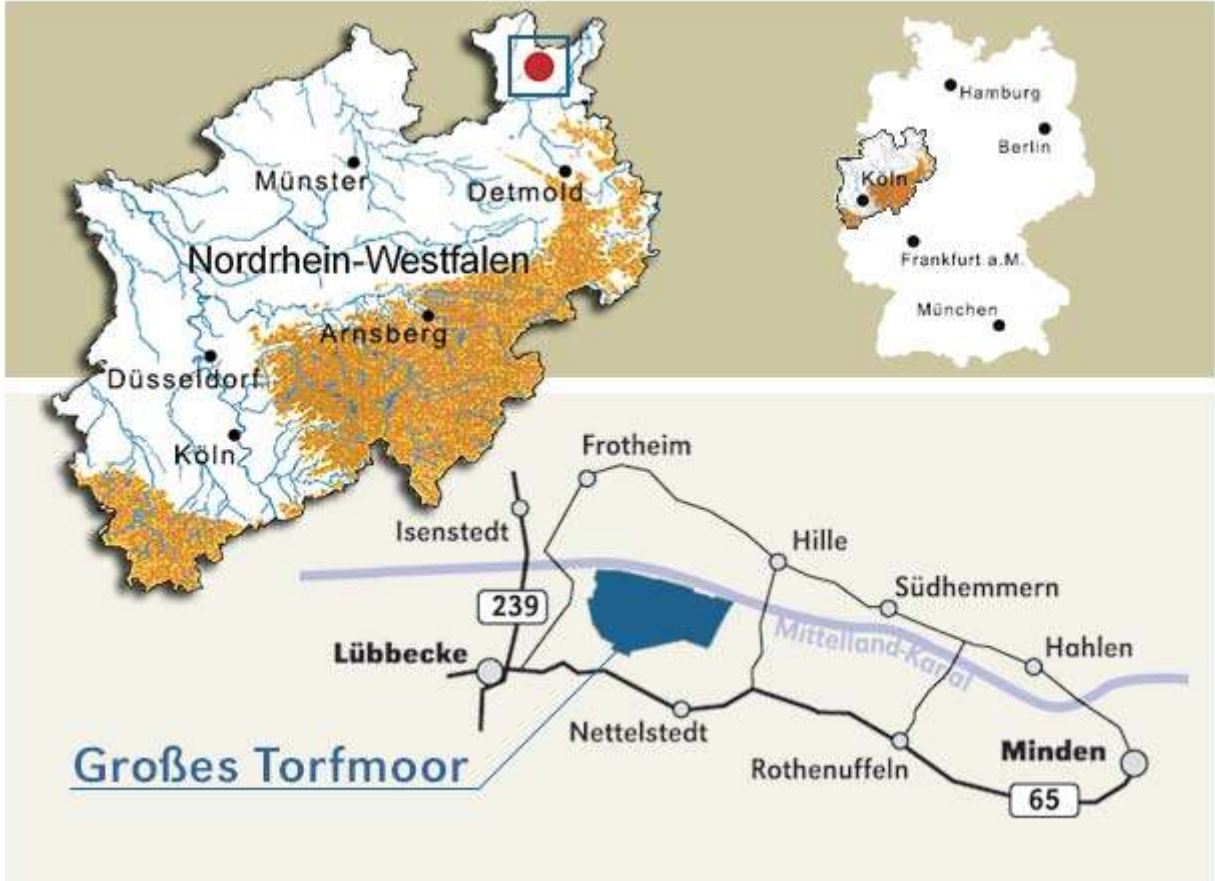 Münster
Detmold
Nordrhein-Westfalen
Arnsberg
Düsseldorf
Köln
Hamburg
Berlin
Köln
Frankfurt a.M.
München
Frotheim
Isenstedt
Hille
239
Südhemmern
Lübbecke
Mittelland-Kanal
Hahlen
Nettelstedt
Großes Torfmoor
Rothenuffeln
Minden
65